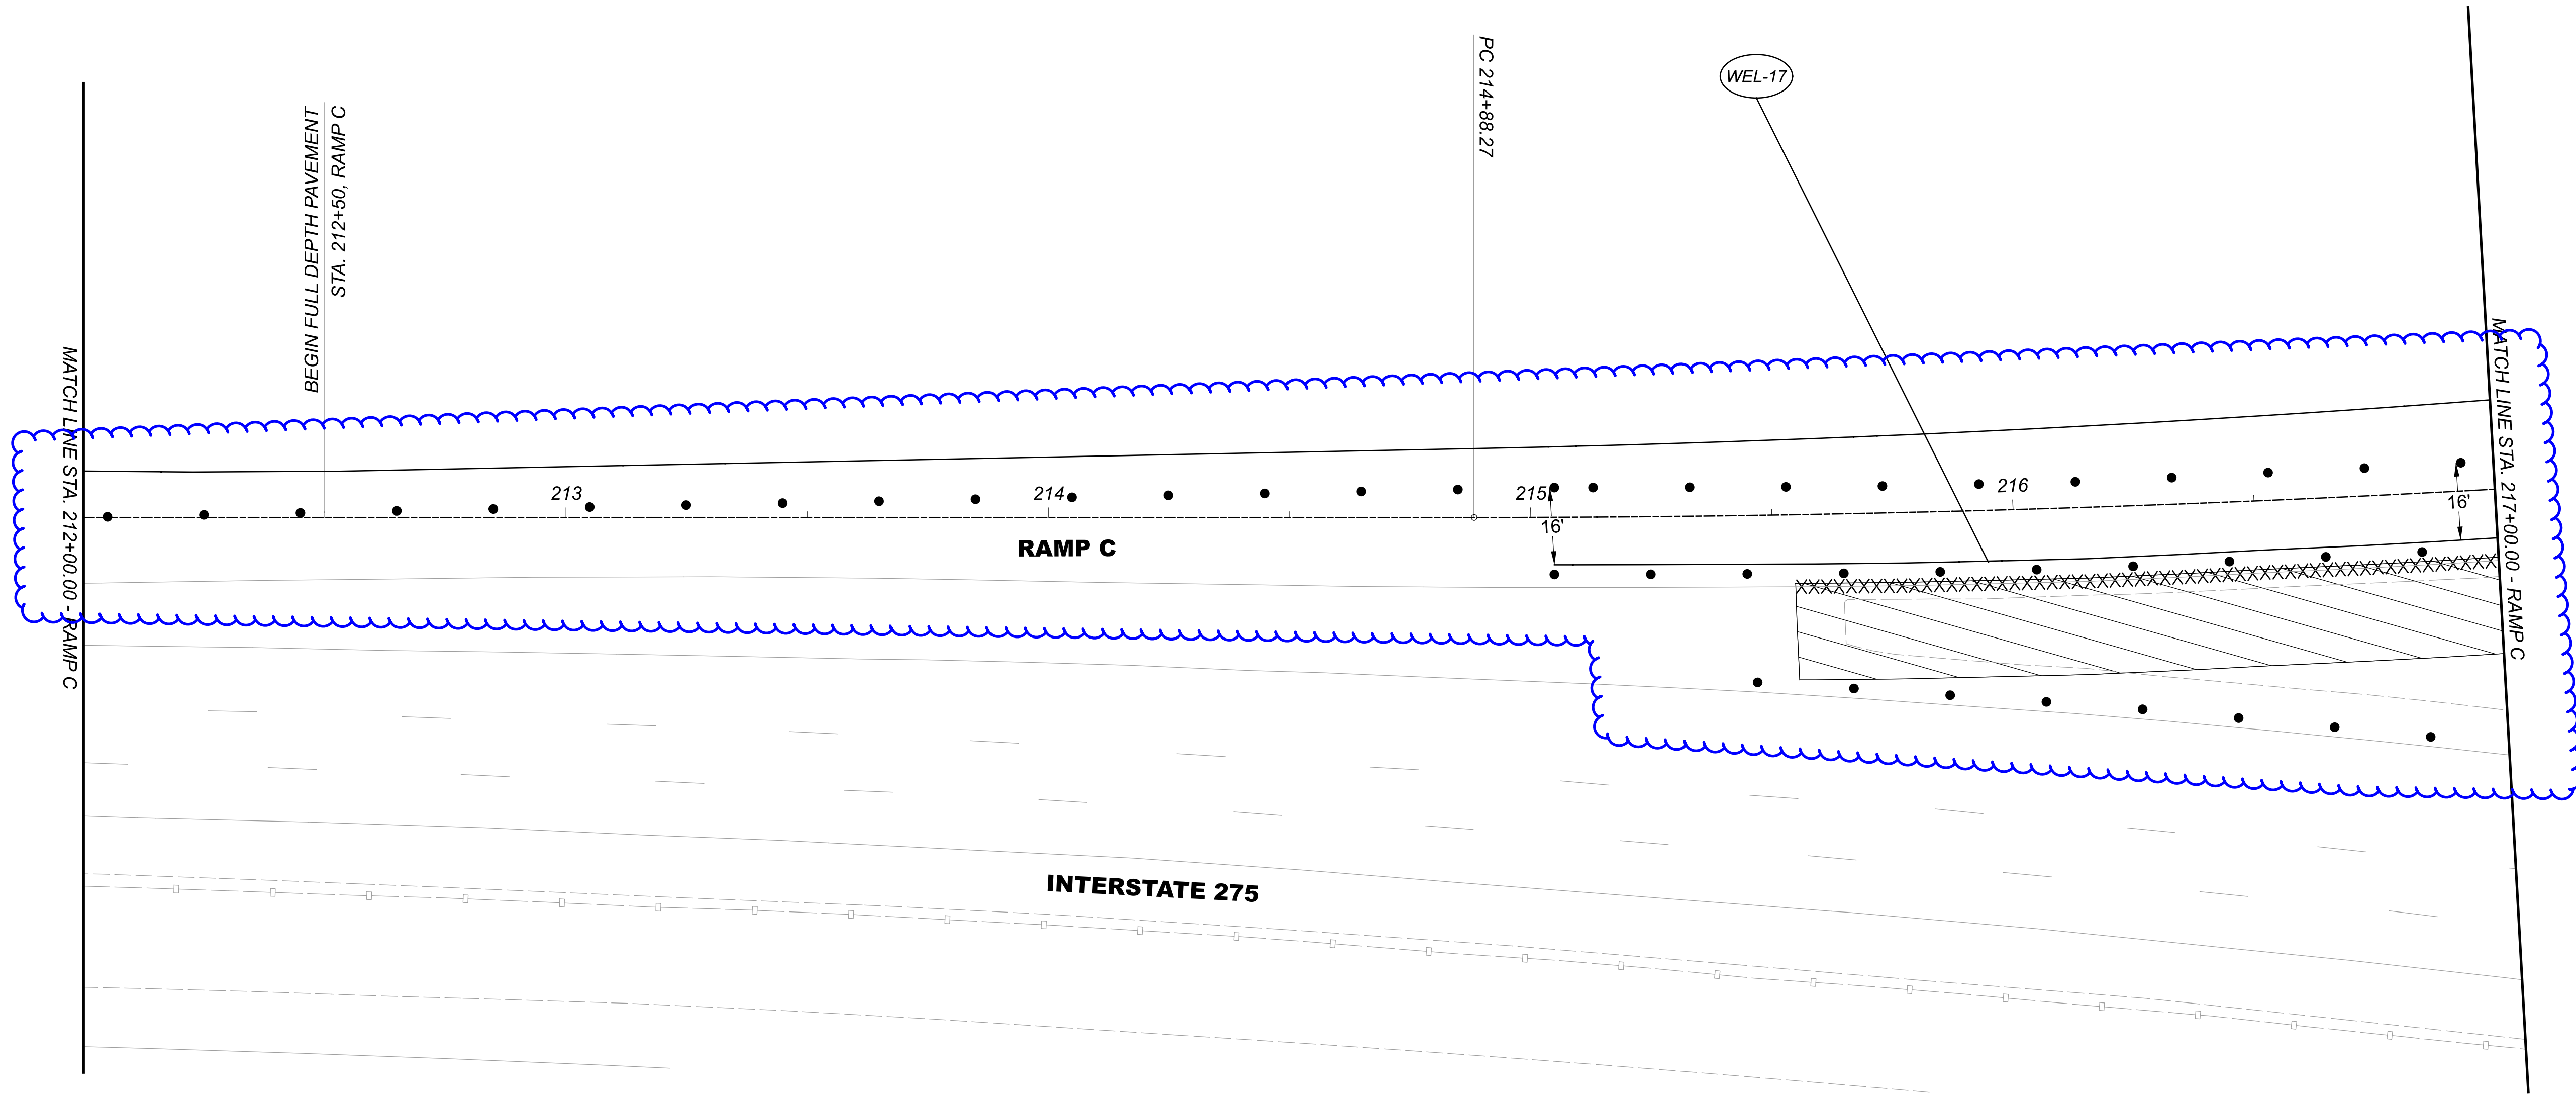 MATCH LINE STA. 212+00.00 - RAMP C
BEGIN FULL DEPTH PAVEMENT
STA. 212+50, RAMP C
PC 214+88.27
WEL-17
213
214
215
216
16'
16'
RAMP C
INTERSTATE 275
MATCH LINE STA. 217+00.00 - RAMP C